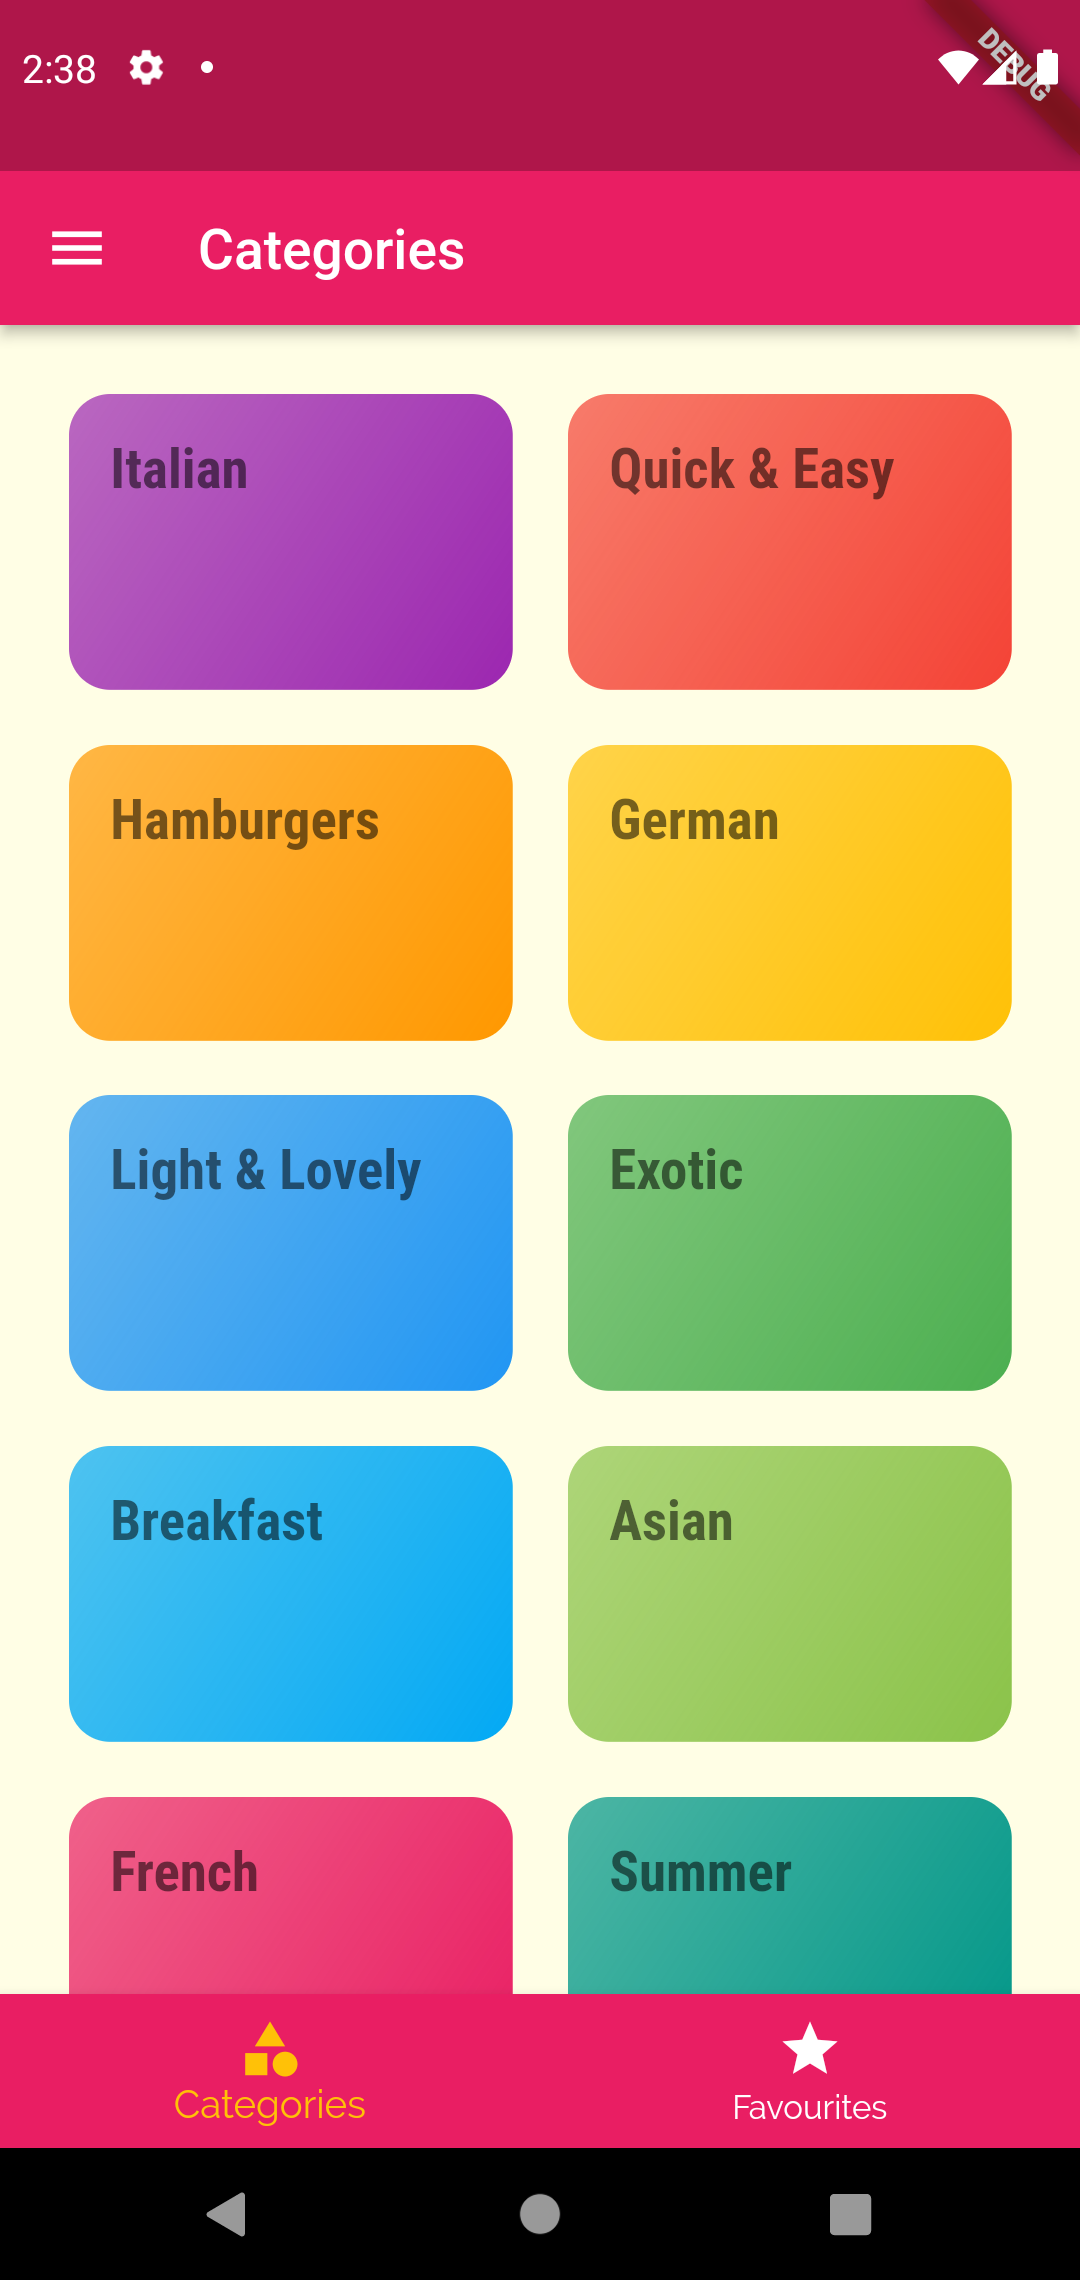 2:38
DEBUG
Categories
Italian
Quick & Easy
Hamburgers
German
Light & Lovely
Exotic
Breakfast
Asian
French
Summer
Categories
Favourites